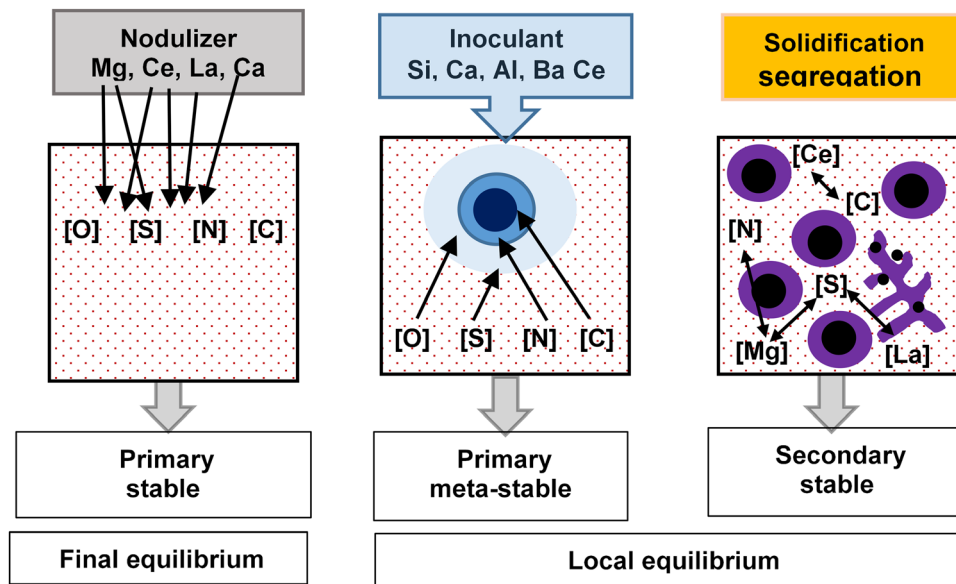 Nodulizer
Mg, Ce, La, Ca
[O] [S] [N] [C]
Primary
stable
Final equilibrium
Inoculant
Si, Ca, Al, Ba Ce
[O] [S] [N] [C]
Primary
meta-stable
Solidification
segregation
[Ce]
[C]
[N]
[S]
[Mg] [La]
Secondary
stable
Local equilibrium